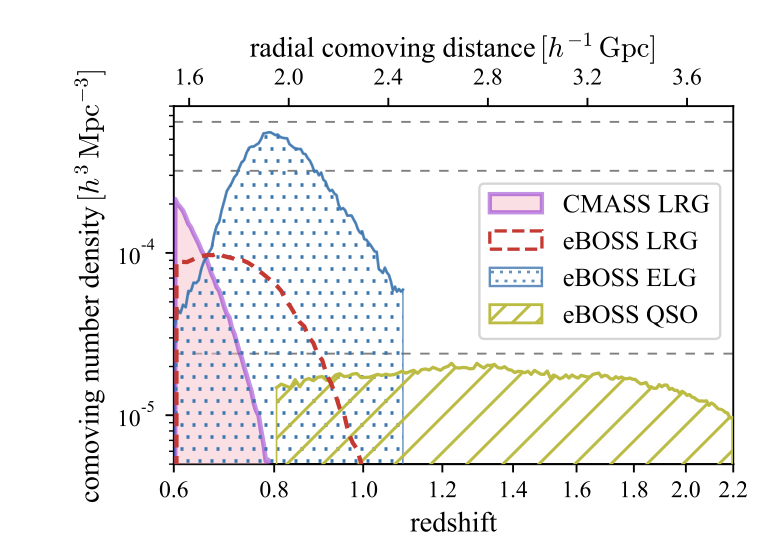 radial comoving distance [h⁻¹ Gpc]
1.6 2.0 2.4 2.8 3.2 3.6
comoving number density [h³ Mpc⁻³]
10⁻⁴
10⁻⁵
CMASS LRG
eBOSS LRG
eBOSS ELG
eBOSS QSO
0.6 0.8 1.0 1.2 1.4 1.6 1.8 2.0 2.2
redshift